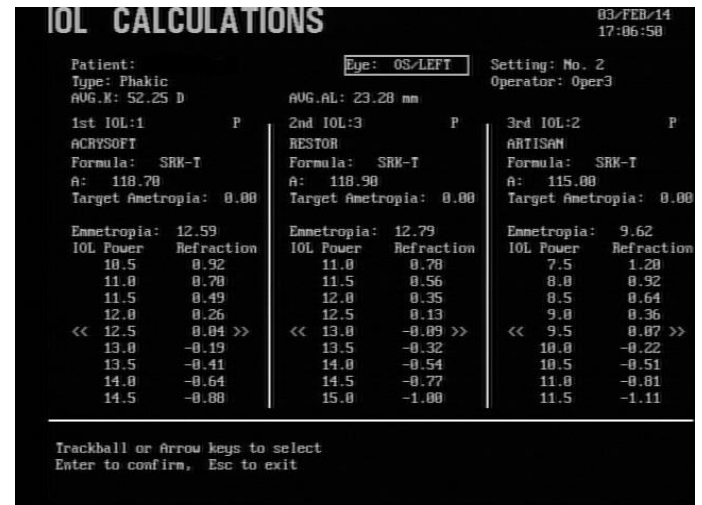 IOL CALCULATIONS
03/FEB/14
17:06:50
Patient: Eye: OS/LEFT Setting: No. 2
Type: Phakic Operator: Oper3
AVG.K: 52.25 D AVG.AL: 23.28 mm
1st IOL:1 P 2nd IOL:3 P 3rd IOL:2 P
ACRYSOFT RESTOR ARTISAN
Formula: SRK-T Formula: SRK-T Formula: SRK-T
A: 118.70 A: 118.90 A: 115.00
Target Ametropia: 0.00 Target Ametropia: 0.00 Target Ametropia: 0.00
Emmetropia: 12.59 Emmetropia: 12.79 Emmetropia: 9.62
IOL Power Refraction IOL Power Refraction IOL Power Refraction
10.5 0.92 11.0 0.78 7.5 1.20
11.0 0.70 11.5 0.56 8.0 0.92
11.5 0.49 12.0 0.35 8.5 0.64
12.0 0.26 12.5 0.13 9.0 0.36
<< 12.5 0.04 >> << 13.0 -0.09 >> << 9.5 0.07 >>
13.0 -0.19 13.5 -0.32 10.0 -0.22
13.5 -0.41 14.0 -0.54 10.5 -0.51
14.0 -0.64 14.5 -0.77 11.0 -0.81
14.5 -0.88 15.0 -1.00 11.5 -1.11
Trackball or Arrow keys to select
Enter to confirm, Esc to exit